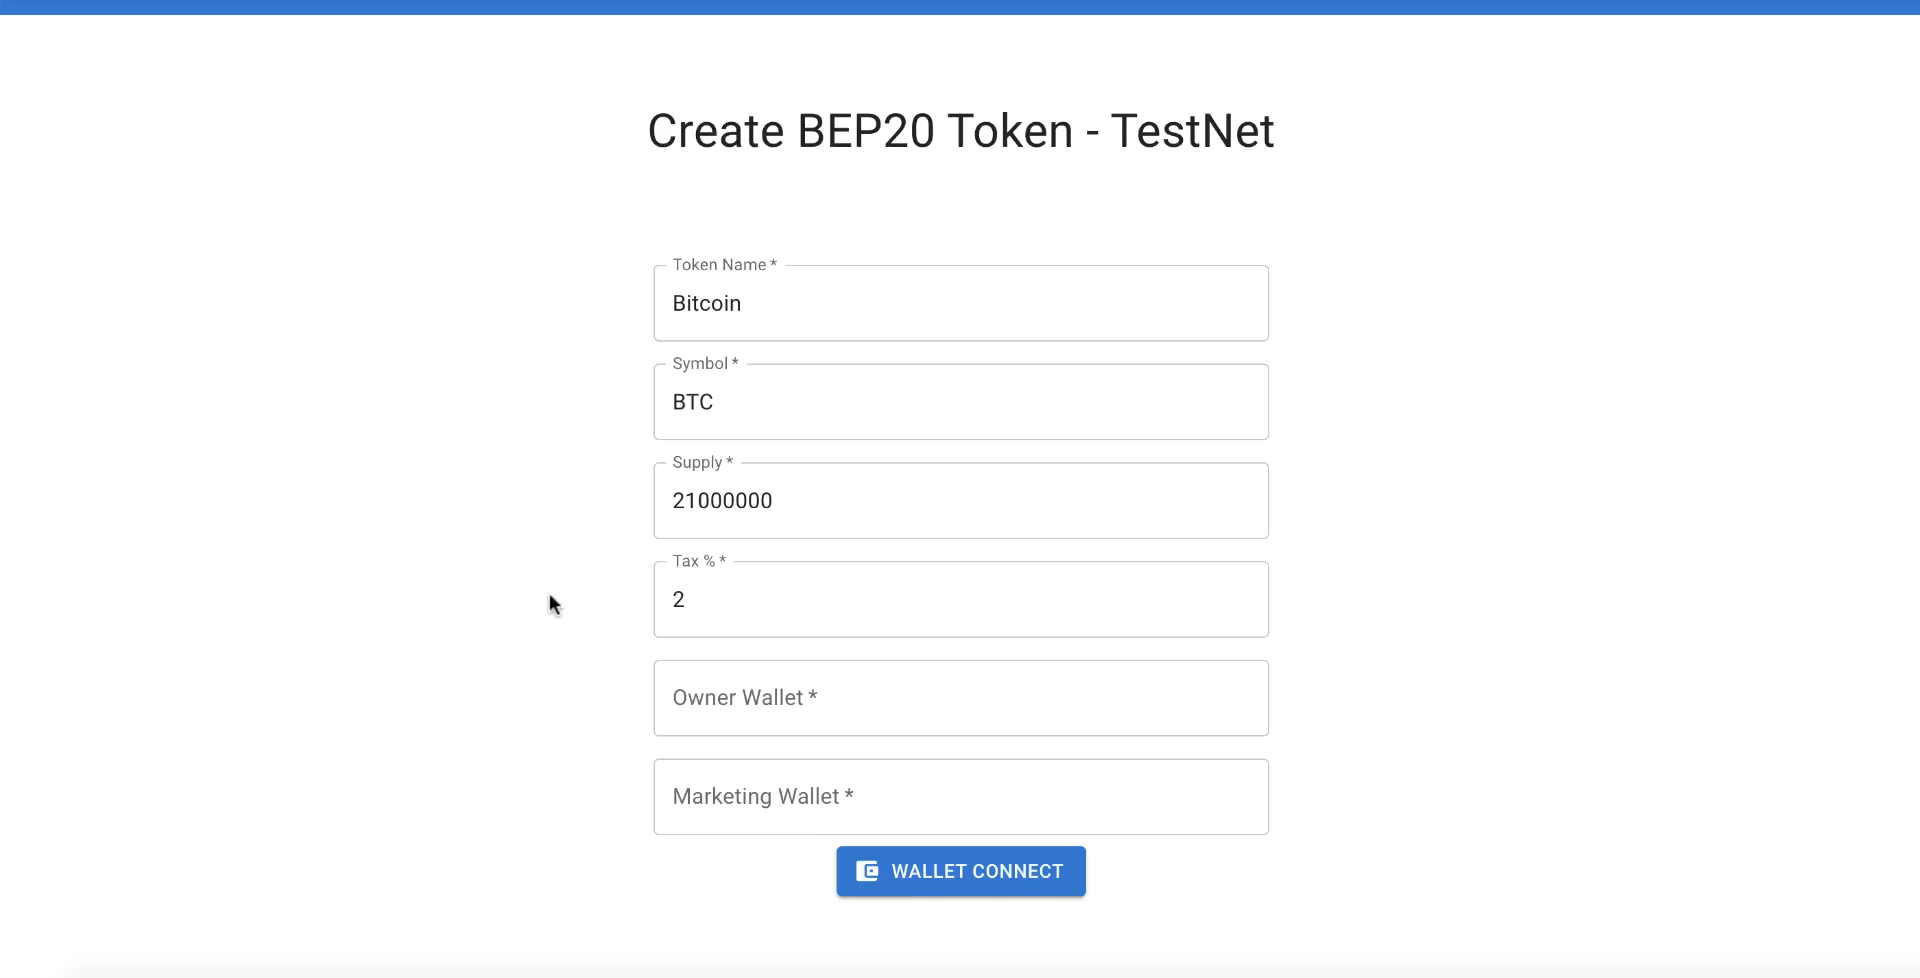 Create BEP20 Token - TestNet
Token Name *
Bitcoin
Symbol *
BTC
Supply *
21000000
Tax % *
2
Owner Wallet *
Marketing Wallet *
WALLET CONNECT